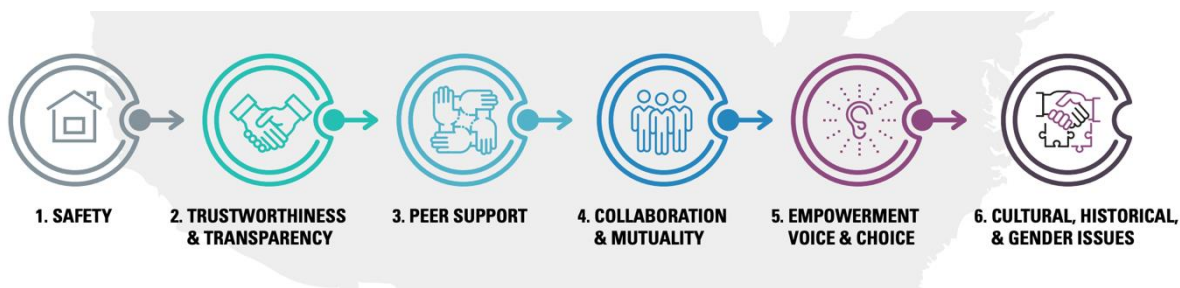 1. SAFETY
2. TRUSTWORTHINESS
& TRANSPARENCY
3. PEER SUPPORT
4. COLLABORATION
& MUTUALITY
5. EMPOWERMENT
VOICE & CHOICE
6. CULTURAL, HISTORICAL,
& GENDER ISSUES